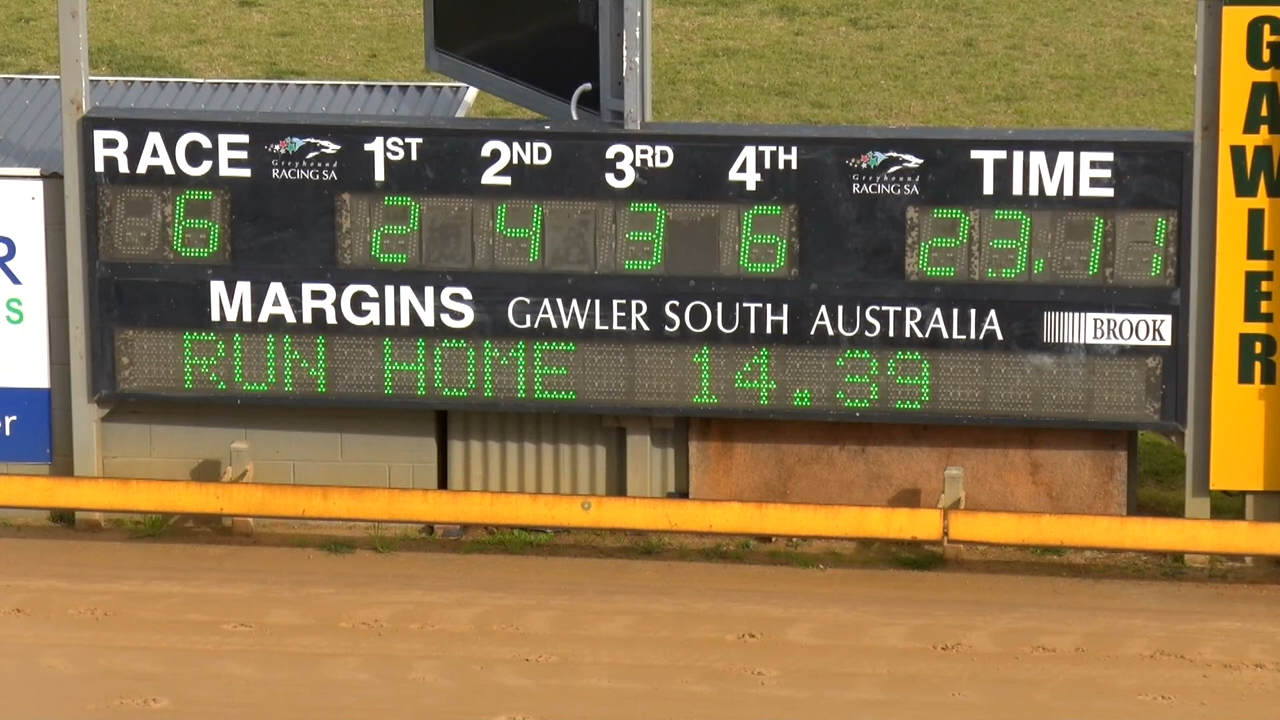 RACE 1ST 2ND 3RD 4TH TIME
Greyhound RACING SA
Greyhound RACING SA
6 2 4 3 6 23.11
MARGINS GAWLER SOUTH AUSTRALIA BROOK
RUN HOME 14.39
GAWLER
R
S
er